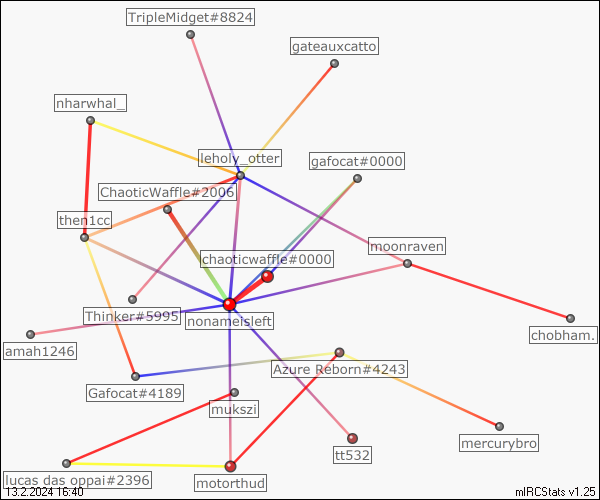 TripleMidget#8824
gateauxcatto
nharwhal_
leholy_otter
gafocat#0000
ChaoticWaffle#2006
then1cc
moonraven
chaoticwaffle#0000
Thinker#5995
nonameisleft
chobham.
amah1246
Azure Reborn#4243
Gafocat#4189
mukszi
mercurybro
tt532
lucas das oppai#2396
motorthud
13.2.2024 16:40
mIRCStats v1.25